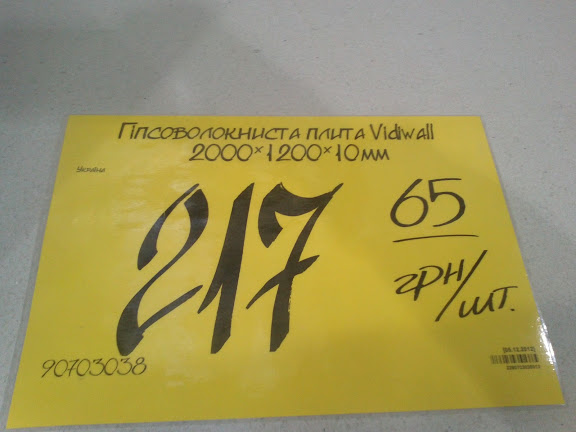 Гіпсоволокниста плита Vidiwall
2000×1200×10мм
Україна
217 65
грн/шт.
90703038